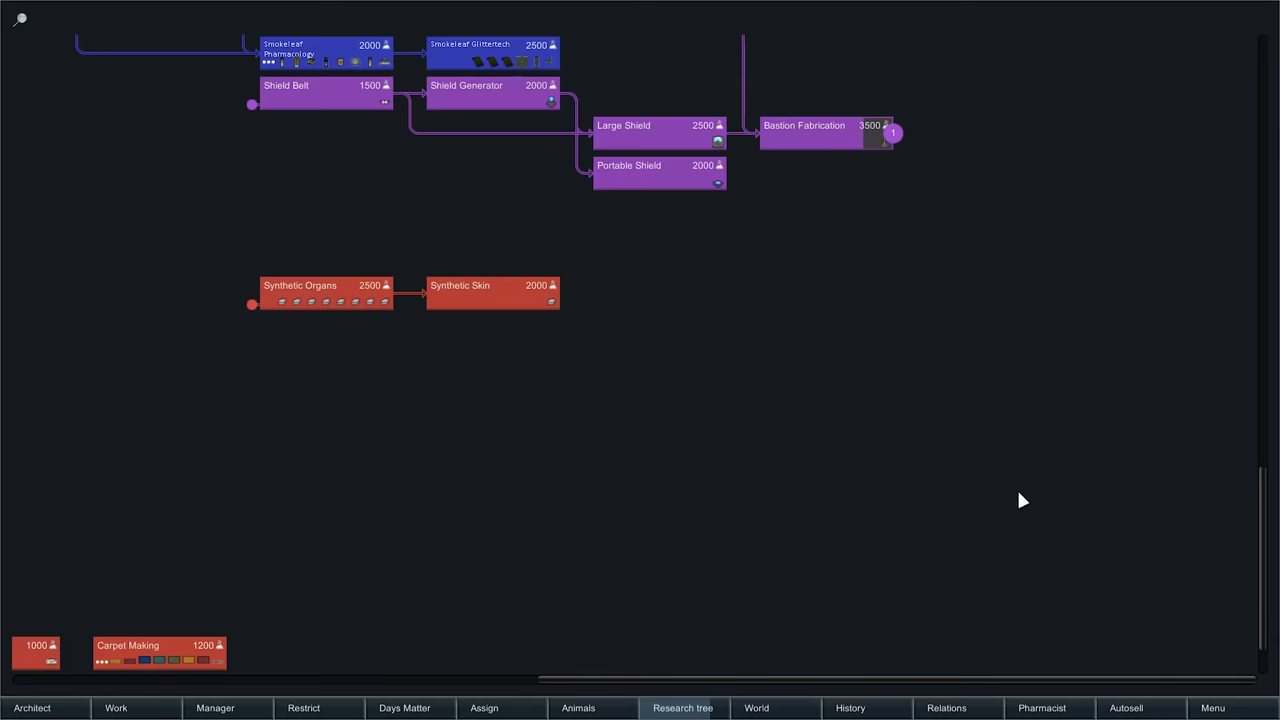 Smokeleaf Pharmacology 2000
Smokeleaf Glittertech 2500
Shield Belt 1500
Shield Generator 2000
Large Shield 2500
Bastion Fabrication 3500
1
Portable Shield 2000
Synthetic Organs 2500
Synthetic Skin 2000
1000
Carpet Making 1200
Architect
Work
Manager
Restrict
Days Matter
Assign
Animals
Research tree
World
History
Relations
Pharmacist
Autosell
Menu